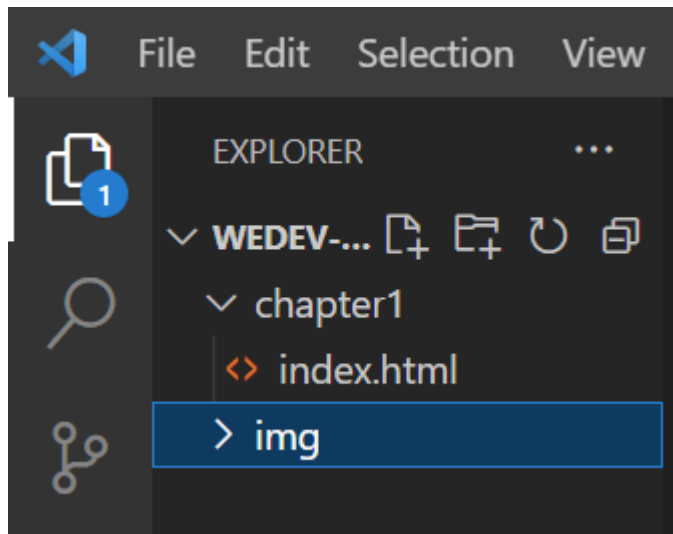 File Edit Selection View
EXPLORER ...
1
WEDEV-...
chapter1
<> index.html
img